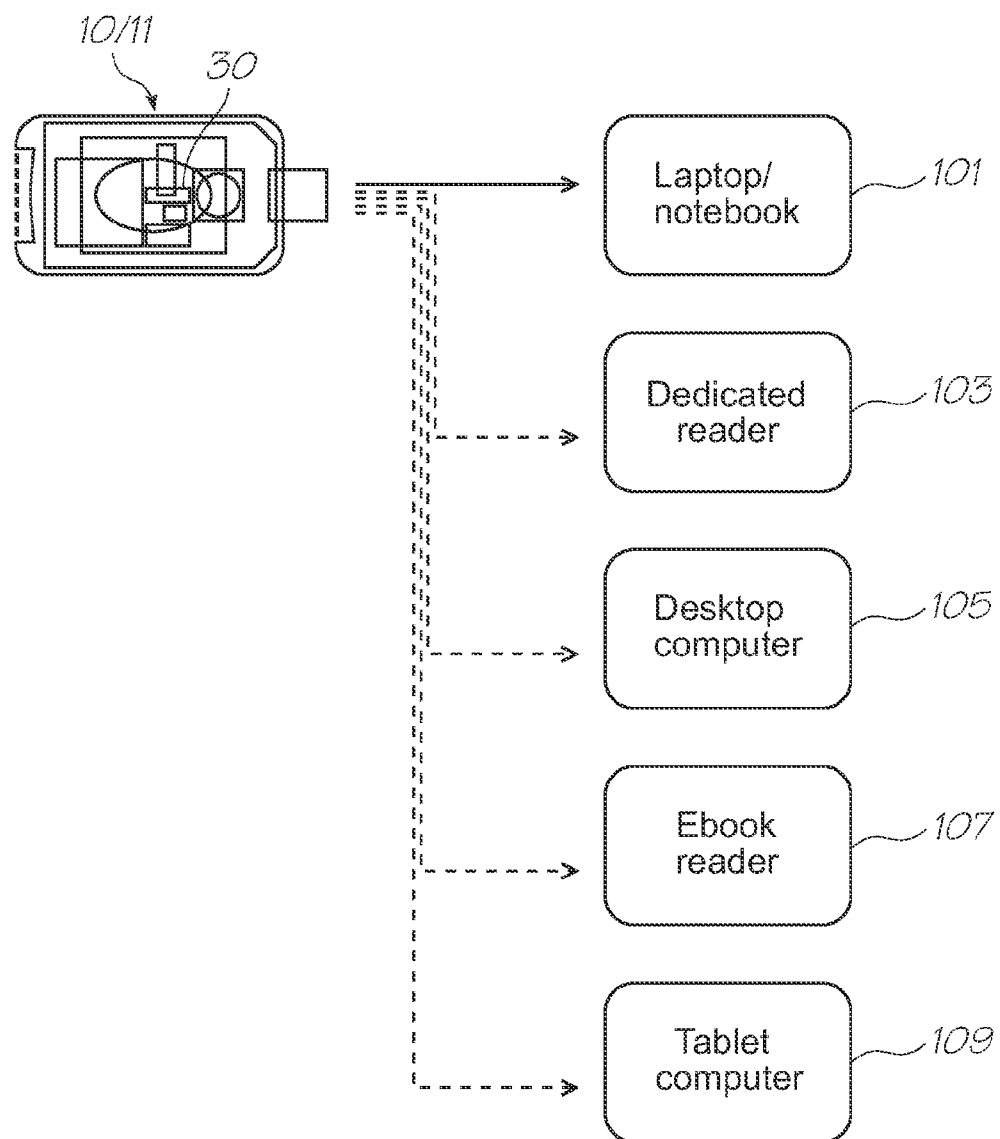 10/11
30
Laptop/
notebook
101
Dedicated
reader
103
Desktop
computer
105
Ebook
reader
107
Tablet
computer
109